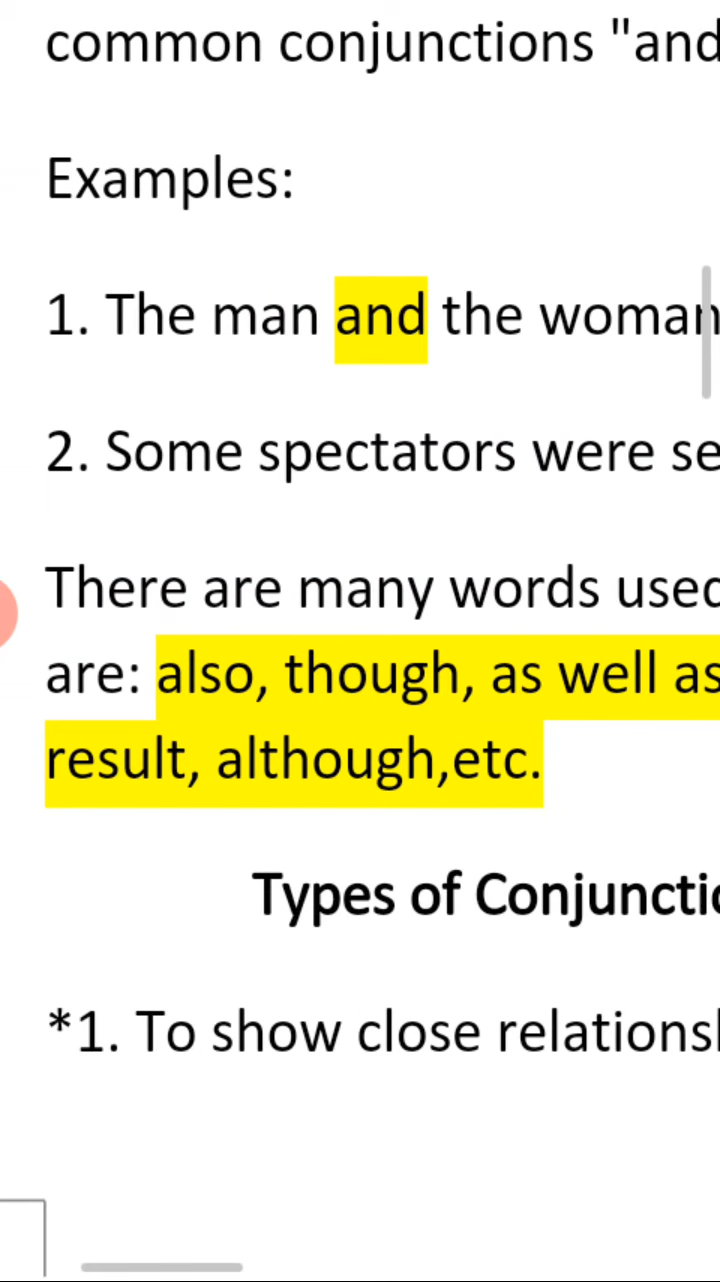 common conjunctions "and
Examples:
1. The man and the woman
2. Some spectators were se
There are many words used
are: also, though, as well as
result, although,etc.
Types of Conjuncti
*1. To show close relations